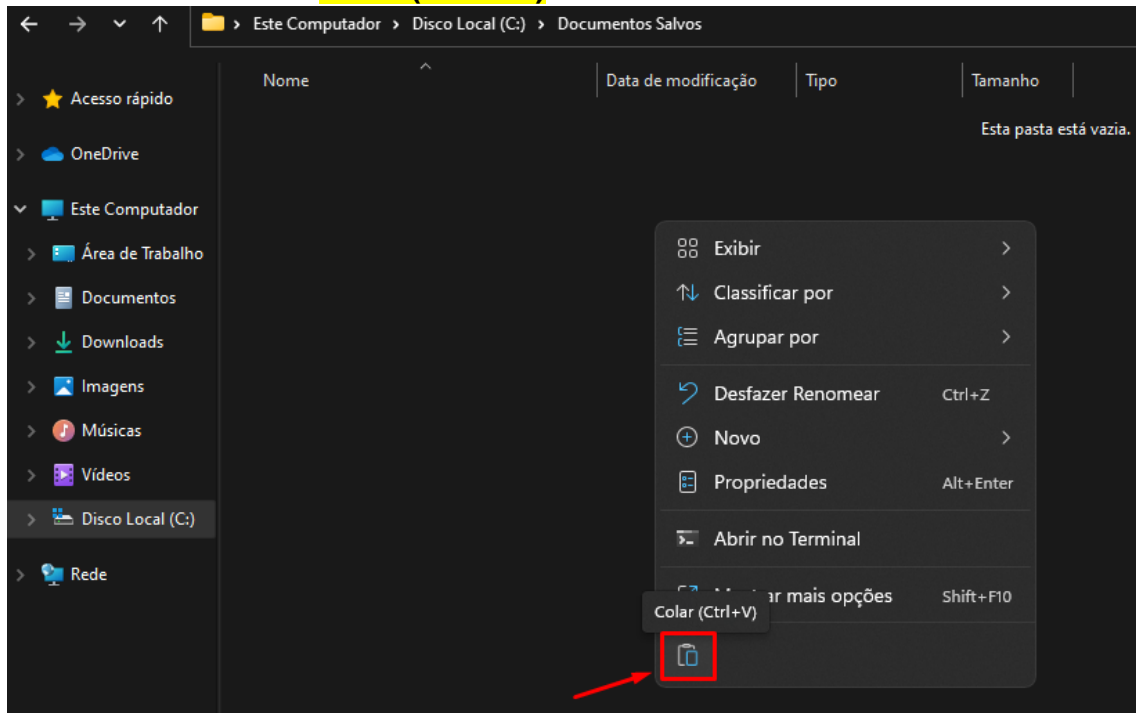 Este Computador > Disco Local (C:) > Documentos Salvos
Nome Data de modificação Tipo Tamanho
Esta pasta está vazia.
Acesso rápido
OneDrive
Este Computador
Área de Trabalho
Documentos
Downloads
Imagens
Músicas
Vídeos
Disco Local (C:)
Rede
Exibir
Classificar por
Agrupar por
Desfazer Renomear Ctrl+Z
Novo
Propriedades Alt+Enter
Abrir no Terminal
mais opções Shift+F10
Colar (Ctrl+V)